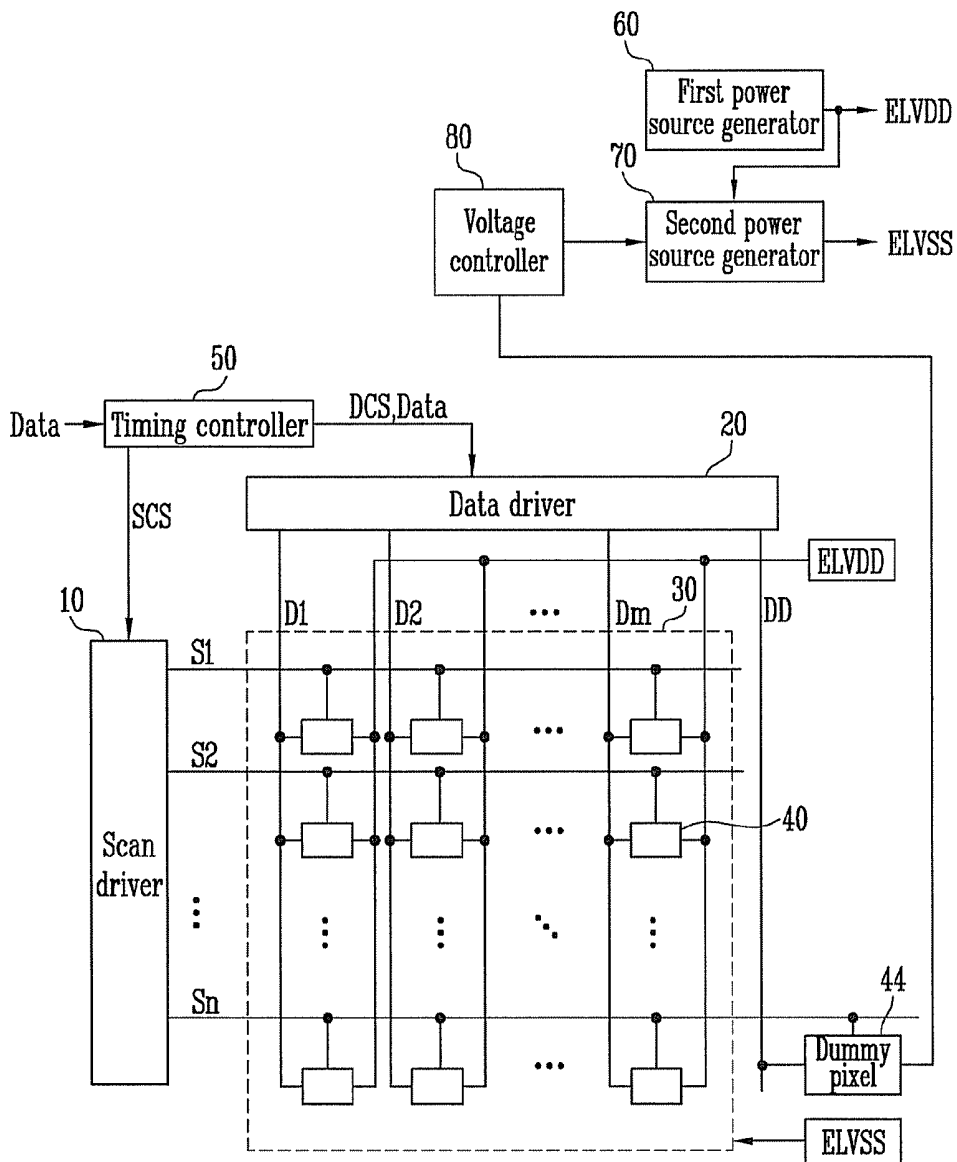 60
First power
source generator
ELVDD
80
70
Voltage
controller
Second power
source generator
ELVSS
50
Data
Timing controller
DCS,Data
20
Data driver
SCS
ELVDD
10
D1
D2
...
Dm
30
DD
S1
...
S2
...
40
Scan
driver
...
Sn
44
...
Dummy
pixel
ELVSS